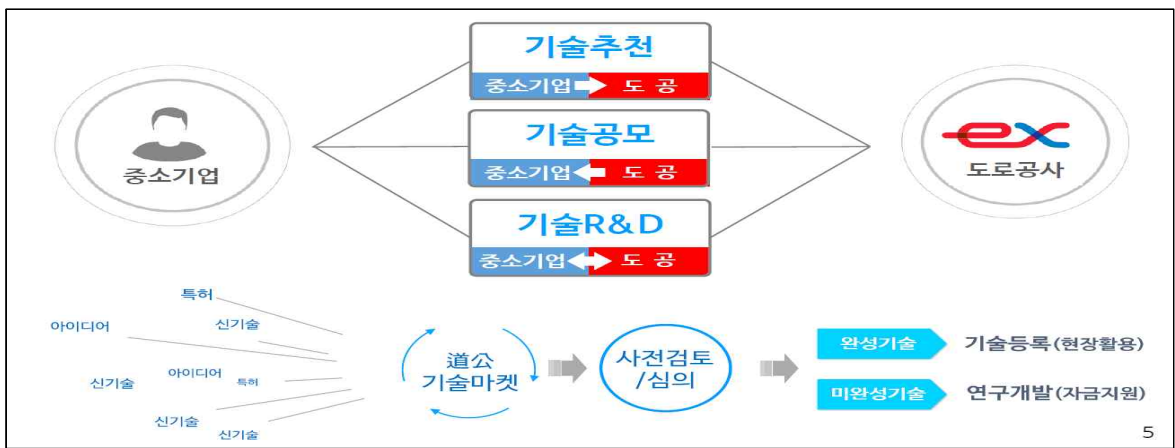 기술추천
중소기업 도 공
중소기업
기술공모
중소기업 도 공
ex
도로공사
기술R&D
중소기업 도 공
특허
아이디어
신기술
신기술
아이디어
특허
신기술
신기술
道公
기술마켓
사전검토
/심의
완성기술 기술등록(현장활용)
미완성기술 연구개발(자금지원)
5